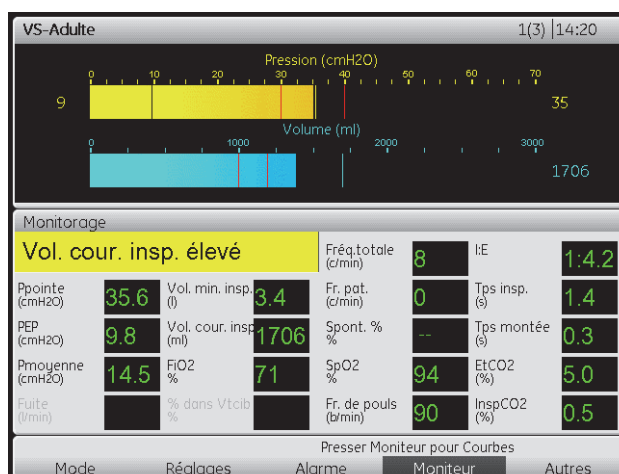 VS-Adulte 1(3) 14:20
Pression (cmH2O)
0 10 20 30 40 50 60 70
9 35
Volume (ml)
0 1000 2000 3000
1706
Monitorage
Vol. cour. insp. élevé
Fréq.totale (c/min) 8 I:E 1:4.2
Ppointe (cmH2O) 35.6 Vol. min. insp. (l) 3.4 Fr. pat. (c/min) 0 Tps insp. (s) 1.4
PEP (cmH2O) 9.8 Vol. cour. insp (ml) 1706 Spont. % % -- Tps montée (s) 0.3
Pmoyenne (cmH2O) 14.5 FiO2 % 71 SpO2 % 94 EtCO2 (%) 5.0
Fuite (l/min) % dans Vtcib % Fr. de pouls (b/min) 90 InspCO2 (%) 0.5
Presser Moniteur pour Courbes
Mode Réglages Alarme Moniteur Autres